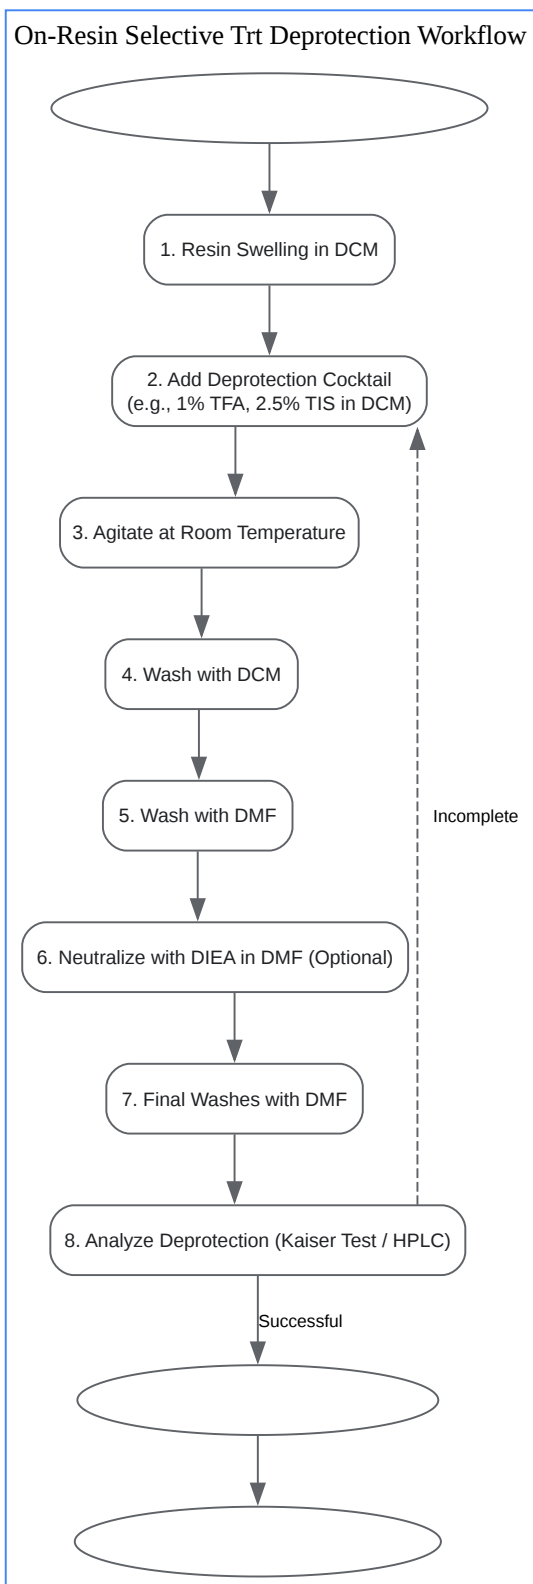 On-Resin Selective Trt Deprotection Workflow
1. Resin Swelling in DCM
2. Add Deprotection Cocktail
(e.g., 1% TFA, 2.5% TIS in DCM)
3. Agitate at Room Temperature
4. Wash with DCM
5. Wash with DMF
Incomplete
6. Neutralize with DIEA in DMF (Optional)
7. Final Washes with DMF
8. Analyze Deprotection (Kaiser Test / HPLC)
Successful